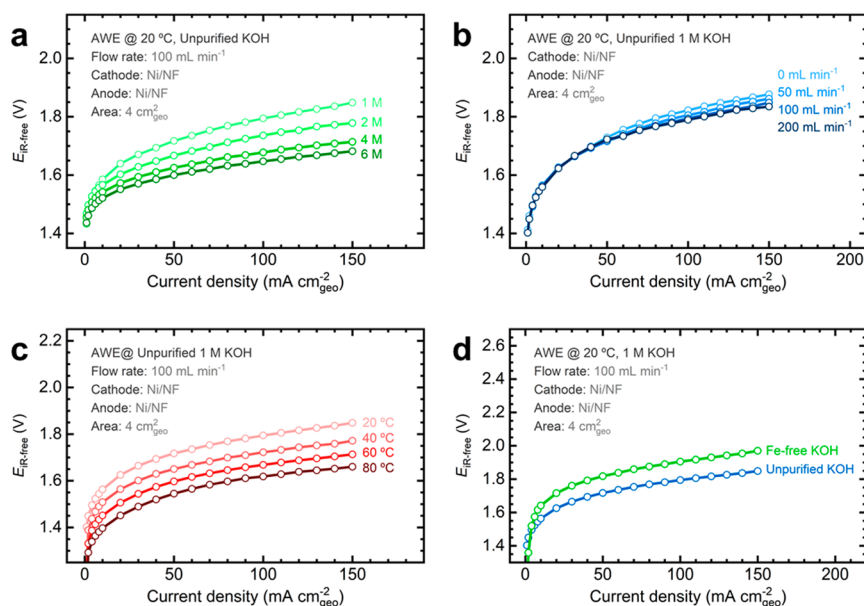 a
AWE @ 20 ºC, Unpurified KOH
Flow rate: 100 mL min⁻¹
Cathode: Ni/NF
Anode: Ni/NF
Area: 4 cm²geo
1 M
2 M
4 M
6 M
2.0
1.8
1.6
1.4
EiR-free (V)
0 50 100 150
Current density (mA cm⁻²geo)
b
AWE @ 20 ºC, Unpurified 1 M KOH
Cathode: Ni/NF
Anode: Ni/NF
Area: 4 cm²geo
0 mL min⁻¹
50 mL min⁻¹
100 mL min⁻¹
200 mL min⁻¹
2.0
1.8
1.6
1.4
EiR-free (V)
0 50 100 150 200
Current density (mA cm⁻²geo)
c
AWE@ Unpurified 1 M KOH
Flow rate: 100 mL min⁻¹
Cathode: Ni/NF
Anode: Ni/NF
Area: 4 cm²geo
20 ºC
40 ºC
60 ºC
80 ºC
2.2
2.0
1.8
1.6
1.4
EiR-free (V)
0 50 100 150
Current density (mA cm⁻²geo)
d
AWE @ 20 ºC, 1 M KOH
Flow rate: 100 mL min⁻¹
Cathode: Ni/NF
Anode: Ni/NF
Area: 4 cm²geo
Fe-free KOH
Unpurified KOH
2.6
2.4
2.2
2.0
1.8
1.6
1.4
EiR-free (V)
0 50 100 150 200
Current density (mA cm⁻²geo)